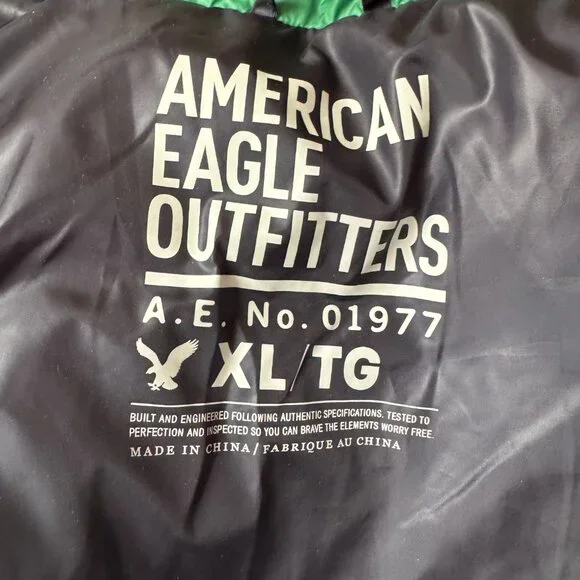 AMERICAN
EAGLE
OUTFITTERS
A.E. No. 01977
XL/TG
BUILT AND ENGINEERED FOLLOWING AUTHENTIC SPECIFICATIONS. TESTED TO
PERFECTION AND INSPECTED SO YOU CAN BRAVE THE ELEMENTS WORRY FREE.
MADE IN CHINA/FABRIQUE AU CHINA